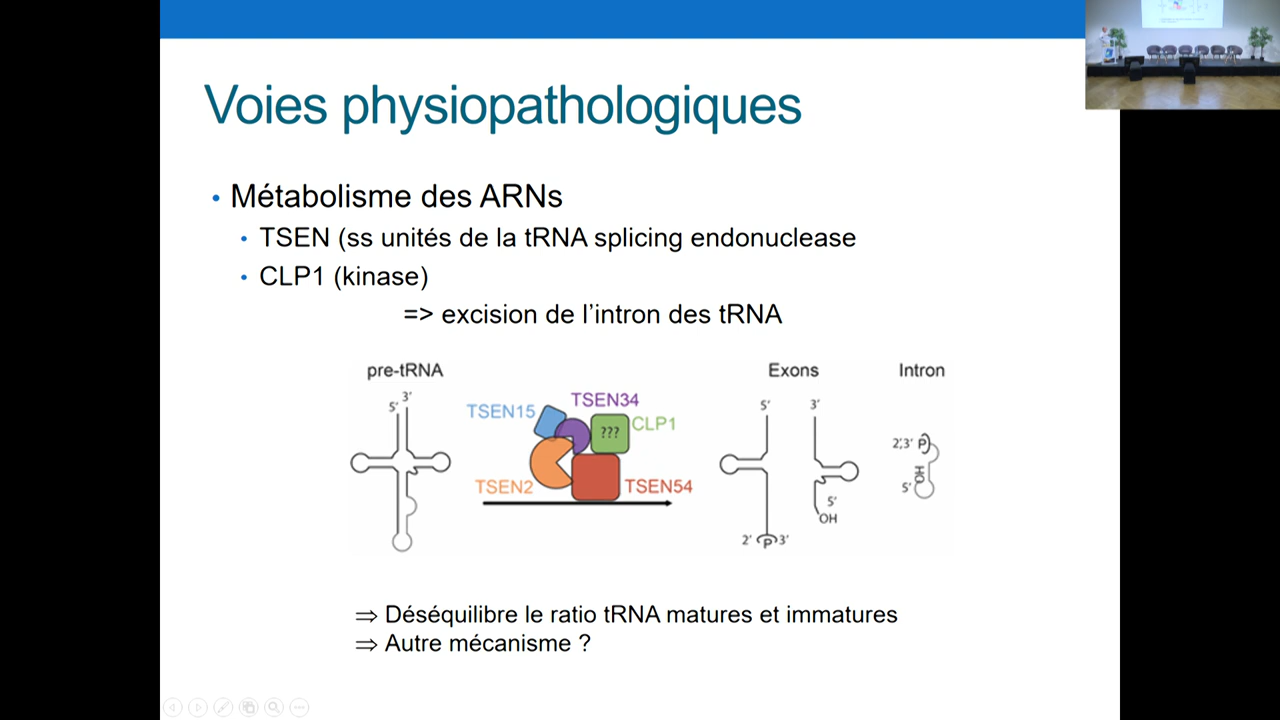 Voies physiopathologiques
• Métabolisme des ARNs
• TSEN (ss unités de la tRNA splicing endonuclease
• CLP1 (kinase)
=> excision de l’intron des tRNA
pre-tRNA
Exons
Intron
5' 3'
TSEN15
TSEN34
???
CLP1
TSEN2
TSEN54
5'
3'
2' P 3'
5'
OH
2',3' P
HO
5'
⇒ Déséquilibre le ratio tRNA matures et immatures
⇒ Autre mécanisme ?